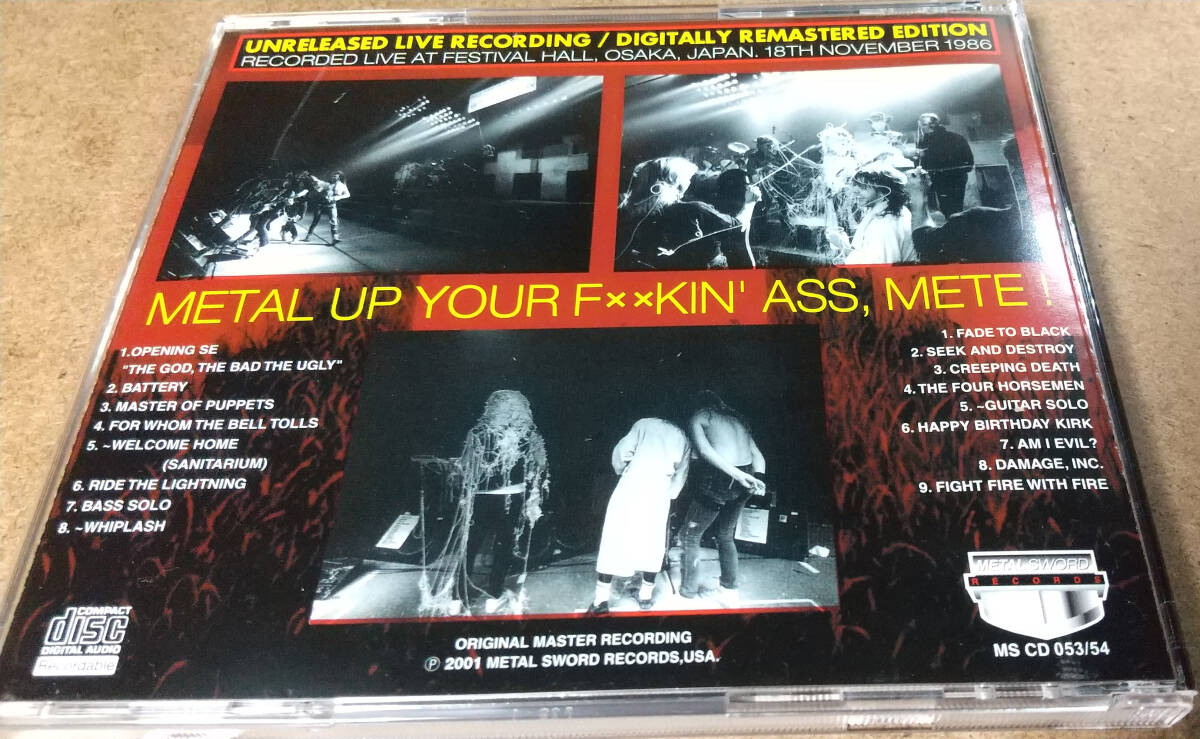 UNRELEASED LIVE RECORDING / DIGITALLY REMASTERED EDITION
RECORDED LIVE AT FESTIVAL HALL, OSAKA, JAPAN. 18TH NOVEMBER 1986
METAL UP YOUR F××KIN' ASS, METE !
1.OPENING SE
"THE GOD, THE BAD THE UGLY"
2. BATTERY
3. MASTER OF PUPPETS
4. FOR WHOM THE BELL TOLLS
5. ~WELCOME HOME
(SANITARIUM)
6. RIDE THE LIGHTNING
7. BASS SOLO
8. ~WHIPLASH
1. FADE TO BLACK
2. SEEK AND DESTROY
3. CREEPING DEATH
4. THE FOUR HORSEMEN
5. ~GUITAR SOLO
6. HAPPY BIRTHDAY KIRK
7. AM I EVIL?
8. DAMAGE, INC.
9. FIGHT FIRE WITH FIRE
COMPACT
disc
DIGITAL AUDIO
Recordable
ORIGINAL MASTER RECORDING
Ⓟ 2001 METAL SWORD RECORDS,USA.
METAL SWORD
RECORDS
MS CD 053/54